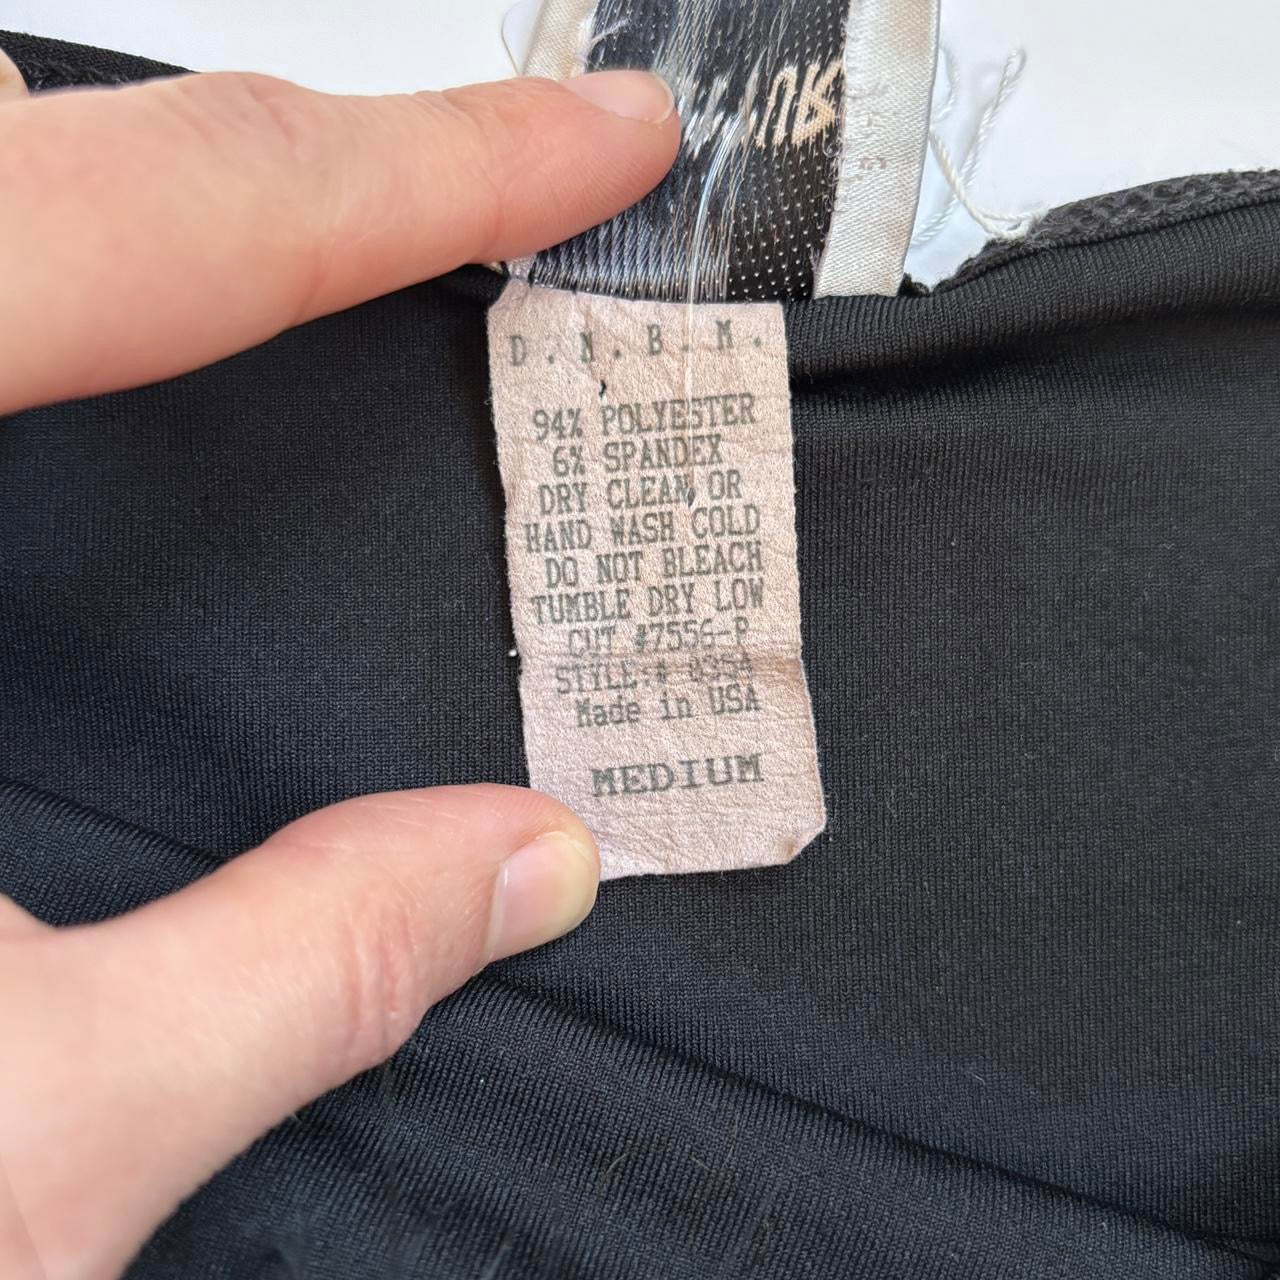 D.N.B.M.
94% POLYESTER
6% SPANDEX
DRY CLEAN OR
HAND WASH COLD
DO NOT BLEACH
TUMBLE DRY LOW
CUT #7556-P
STYLE:#
Made in USA
MEDIUM